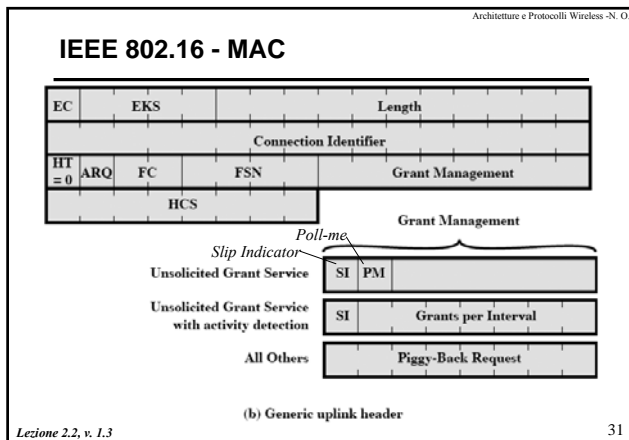 Architetture e Protocolli Wireless -N. O.
IEEE 802.16 - MAC
EC EKS Length
Connection Identifier
HT = 0 ARQ FC FSN Grant Management
HCS
Grant Management
Poll-me
Slip Indicator
Unsolicited Grant Service SI PM
Unsolicited Grant Service with activity detection SI Grants per Interval
All Others Piggy-Back Request
(b) Generic uplink header
Lezione 2.2, v. 1.3 31